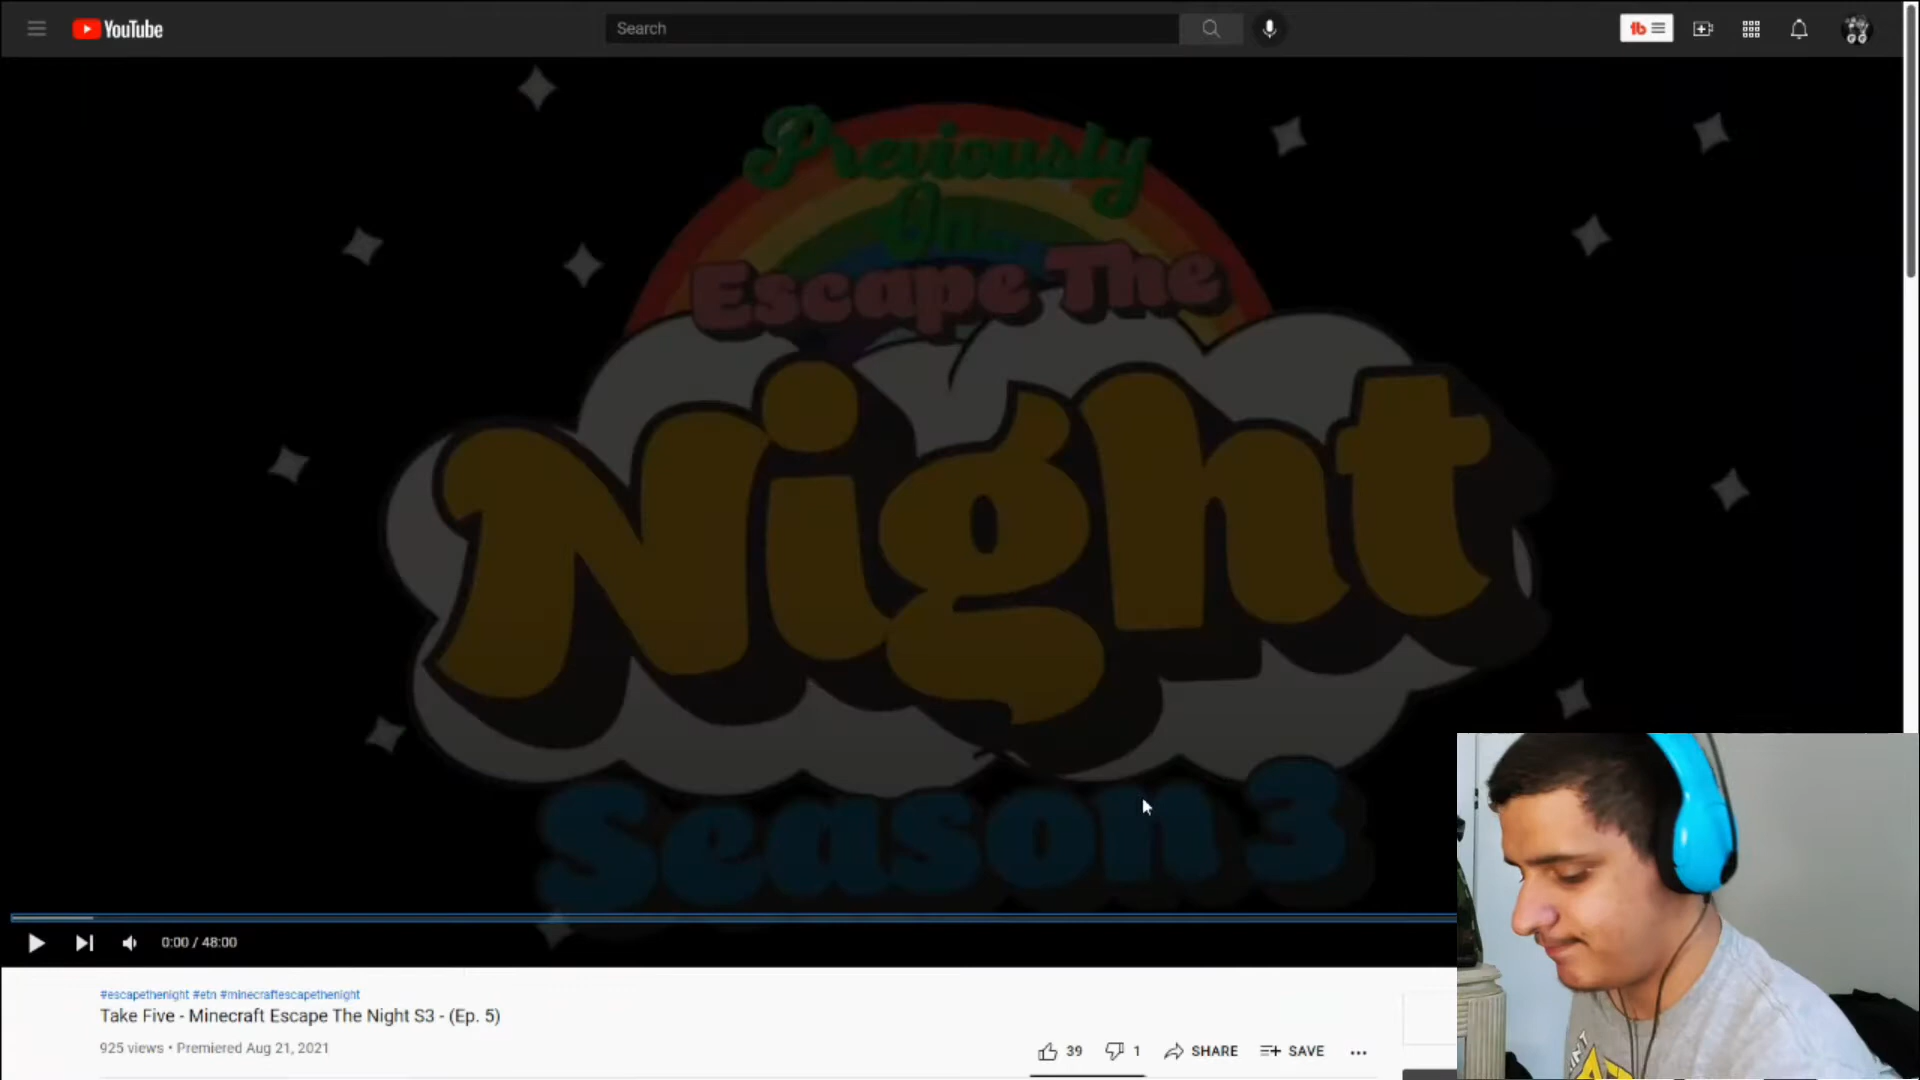 YouTube
Search
Previously
On...
Escape The
Night
Season 3
0:00 / 48:00
#escapethenight #etn #minecraftescapethenight
Take Five - Minecraft Escape The Night S3 - (Ep. 5)
925 views • Premiered Aug 21, 2021
39 1 SHARE SAVE